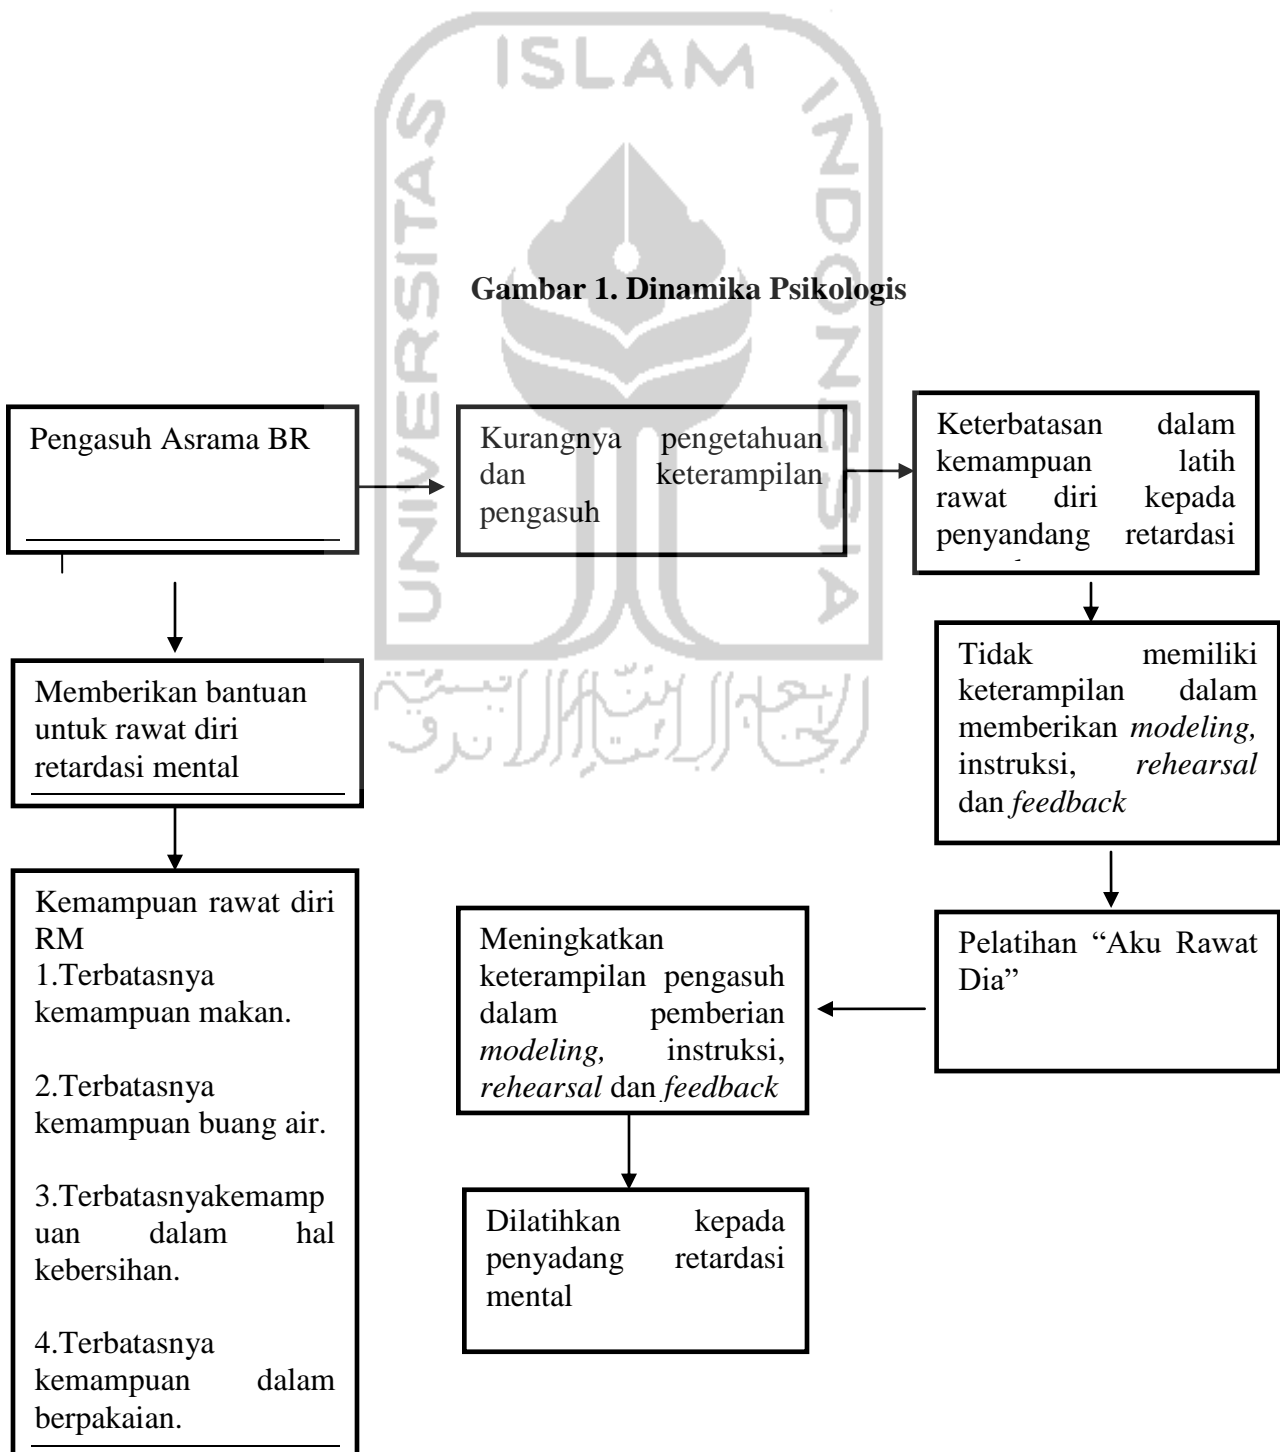 ISLAM
UNIVERSITAS
INDONESIA
Gambar 1. Dinamika Psikologis
Pengasuh Asrama BR
Kurangnya pengetahuan
dan keterampilan
pengasuh
Keterbatasan dalam
kemampuan latih
rawat diri kepada
penyandang retardasi
Memberikan bantuan
untuk rawat diri
retardasi mental
Tidak memiliki
keterampilan dalam
memberikan modeling,
instruksi, rehearsal
dan feedback
Kemampuan rawat diri
RM
1.Terbatasnya
kemampuan makan.
2.Terbatasnya
kemampuan buang air.
3.Terbatasnyakemamp
uan dalam hal
kebersihan.
4.Terbatasnya
kemampuan dalam
berpakaian.
Meningkatkan
keterampilan pengasuh
dalam pemberian
modeling, instruksi,
rehearsal dan feedback
Pelatihan “Aku Rawat
Dia”
Dilatihkan kepada
penyadang retardasi
mental